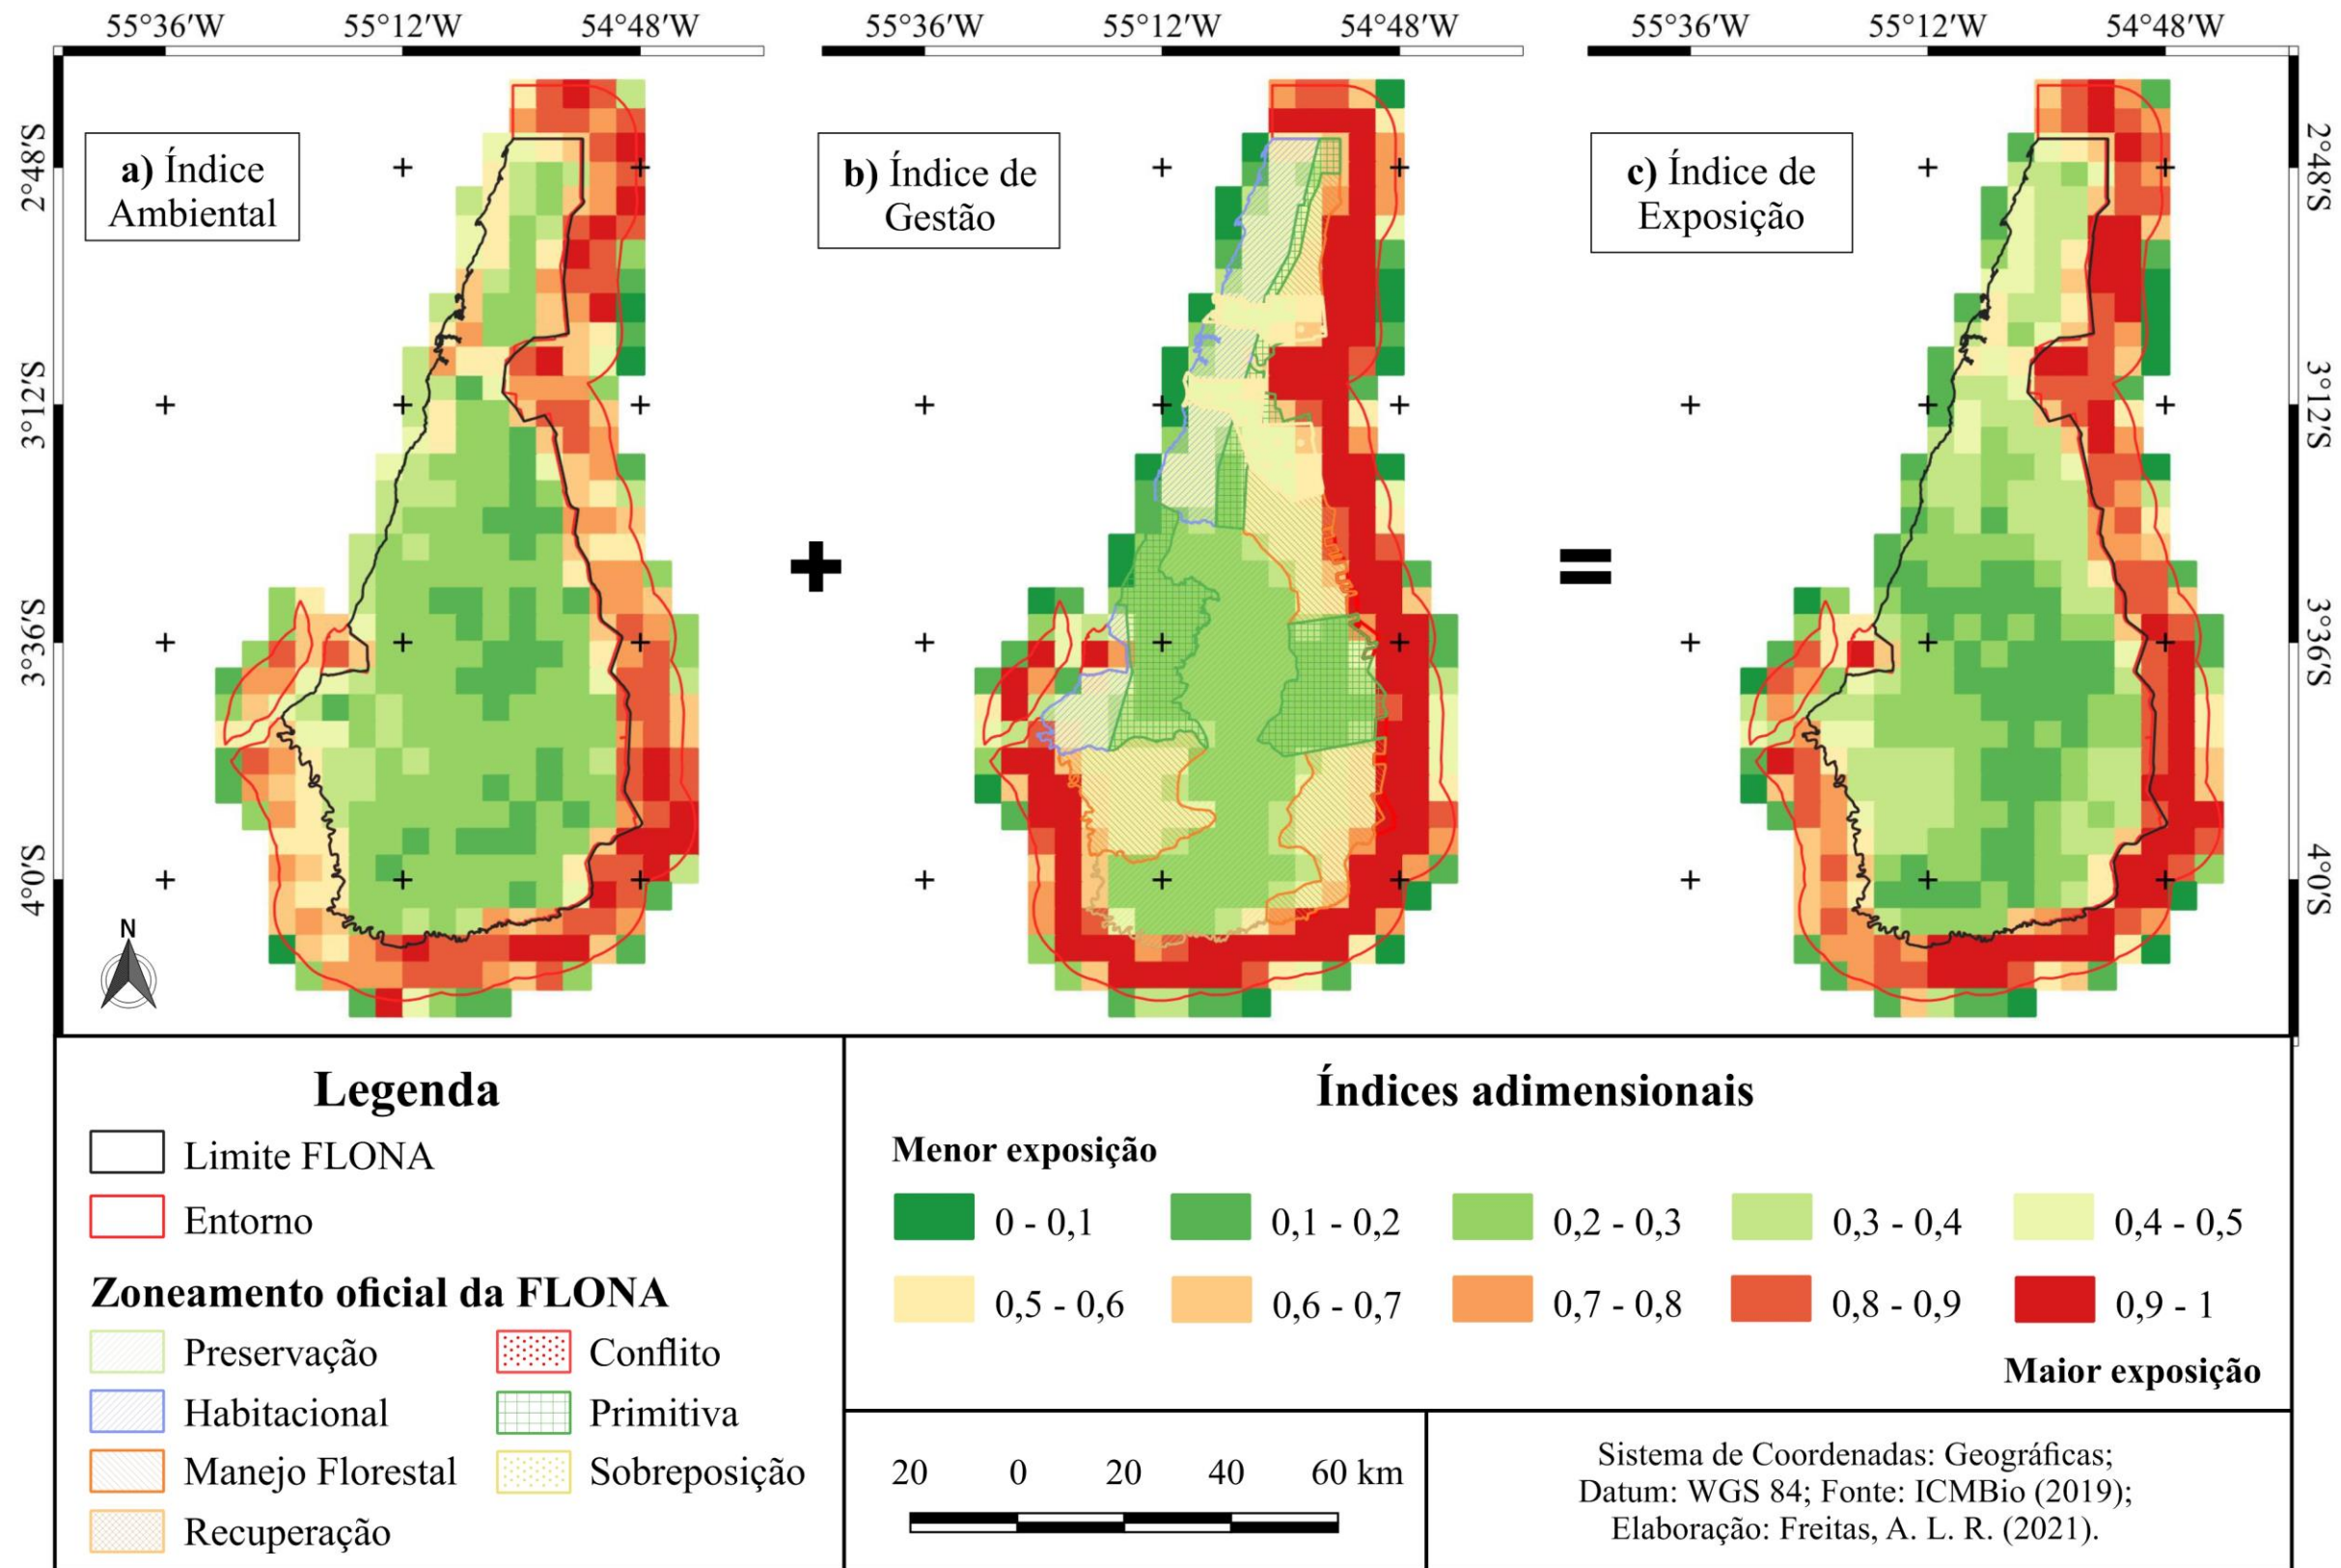 55°36′W 55°12′W 54°48′W 55°36′W 55°12′W 54°48′W 55°36′W 55°12′W 54°48′W
2°48′S
3°12′S
3°36′S
4°0′S
a) Índice
Ambiental
b) Índice de
Gestão
c) Índice de
Exposição
2°48′S
3°12′S
3°36′S
4°0′S
+
=
N
Legenda
Limite FLONA
Entorno
Zoneamento oficial da FLONA
Preservação
Habitacional
Manejo Florestal
Recuperação
Conflito
Primitiva
Sobreposição
Índices adimensionais
Menor exposição
0 - 0,1 0,1 - 0,2 0,2 - 0,3 0,3 - 0,4 0,4 - 0,5
0,5 - 0,6 0,6 - 0,7 0,7 - 0,8 0,8 - 0,9 0,9 - 1
Maior exposição
20 0 20 40 60 km
Sistema de Coordenadas: Geográficas;
Datum: WGS 84; Fonte: ICMBio (2019);
Elaboração: Freitas, A. L. R. (2021).